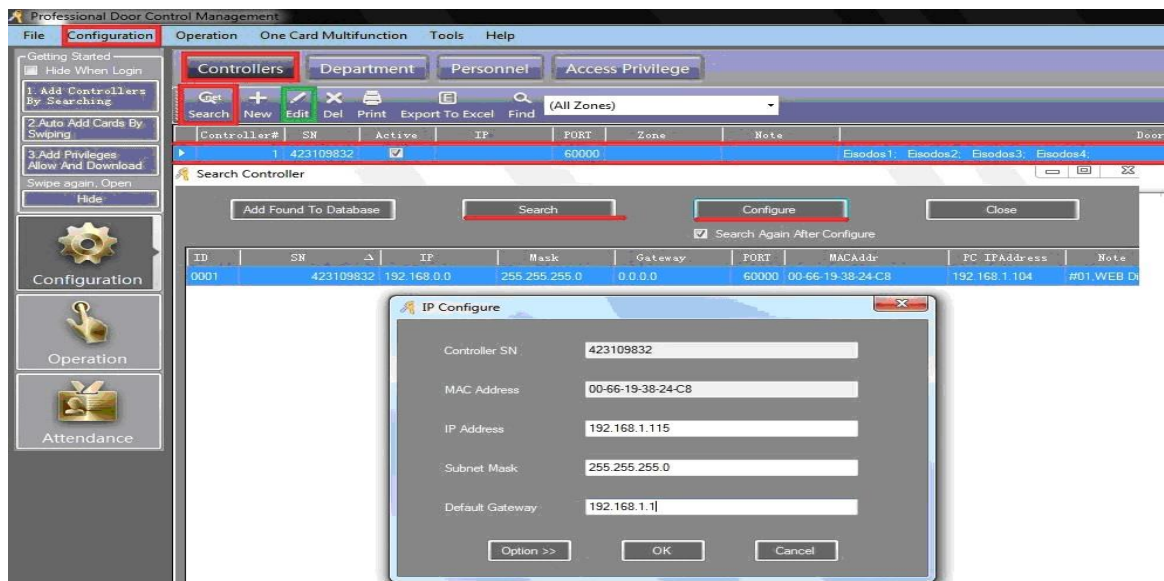 Professional Door Control Management
File Configuration Operation One Card Multifunction Tools Help
Getting Started
Hide When Login
1.Add Controllers
By Searching
2.Auto Add Cards By
Swiping
3.Add Privileges
Allow And Download
Swipe again, Open
Hide
Configuration
Operation
Attendance
Controllers Department Personnel Access Privilege
Search New Edit Del Print Export To Excel Find (All Zones)
Controller# SN Active IP PORT Zone Note Door
1 423109832 60000 Eisodos1; Eisodos2; Eisodos3; Eisodos4;
Search Controller
Add Found To Database Search Configure Close
Search Again After Configure
ID SN IP Mask Gateway PORT MACAddr PC IPAddress Note
0001 423109832 192.168.0.0 255.255.255.0 0.0.0.0 60000 00-66-19-38-24-C8 192.168.1.104 #01,WEB Di
IP Configure
Controller SN 423109832
MAC Address 00-66-19-38-24-C8
IP Address 192.168.1.115
Subnet Mask 255.255.255.0
Default Gateway 192.168.1.1
Option >> OK Cancel